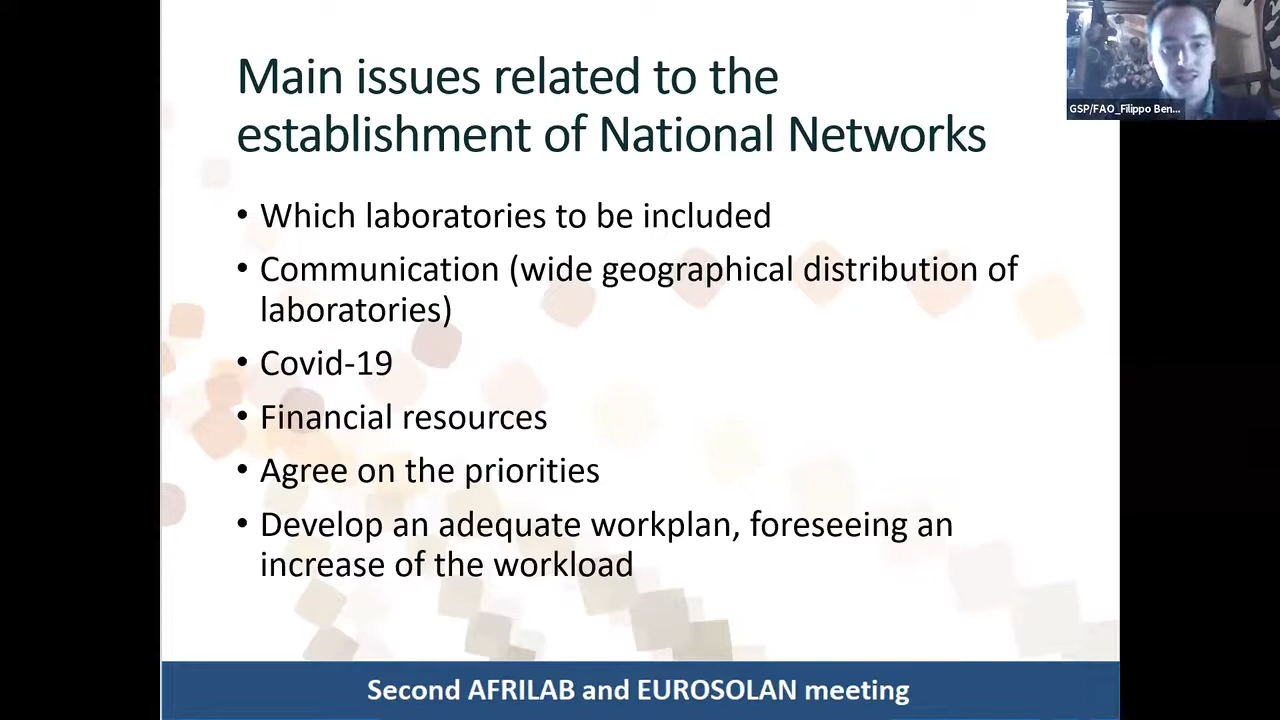 GSP/FAO_Filippo Ben...
Main issues related to the
establishment of National Networks
• Which laboratories to be included
• Communication (wide geographical distribution of
laboratories)
• Covid-19
• Financial resources
• Agree on the priorities
• Develop an adequate workplan, foreseeing an
increase of the workload
Second AFRILAB and EUROSOLAN meeting